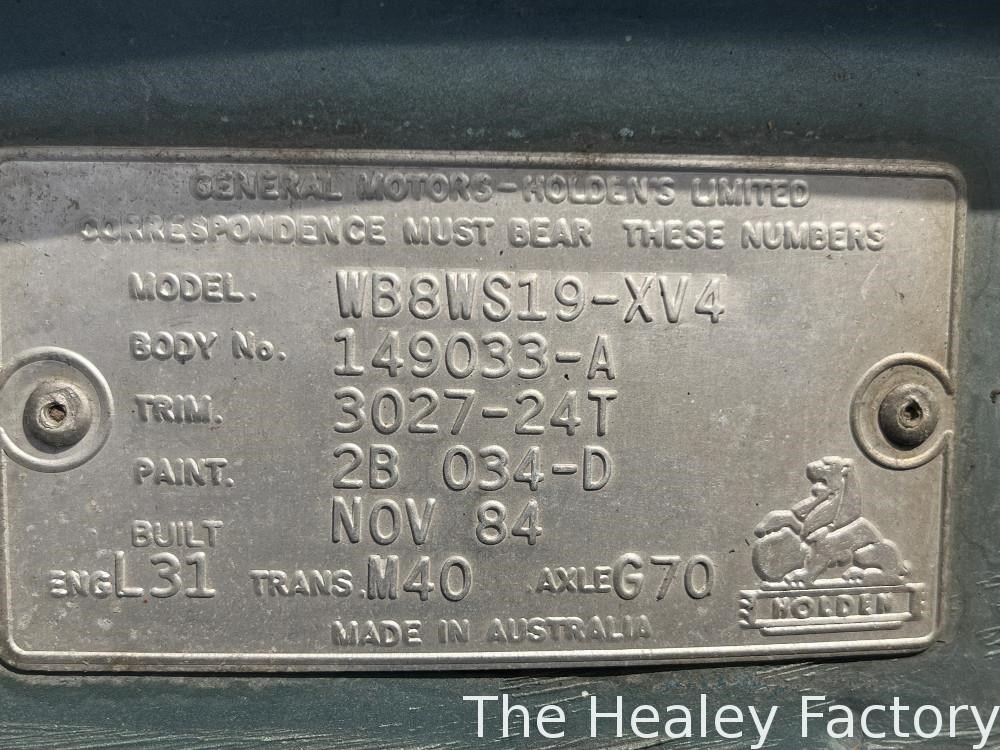 GENERAL MOTORS-HOLDEN'S LIMITED
CORRESPONDENCE MUST BEAR THESE NUMBERS
MODEL. WB8WS19-XV4
BODY No. 149033-A
TRIM. 3027-24T
PAINT. 2B 034-D
BUILT NOV 84
ENG L31 TRANS. M40 AXLE G70
HOLDEN
MADE IN AUSTRALIA
The Healey Factory